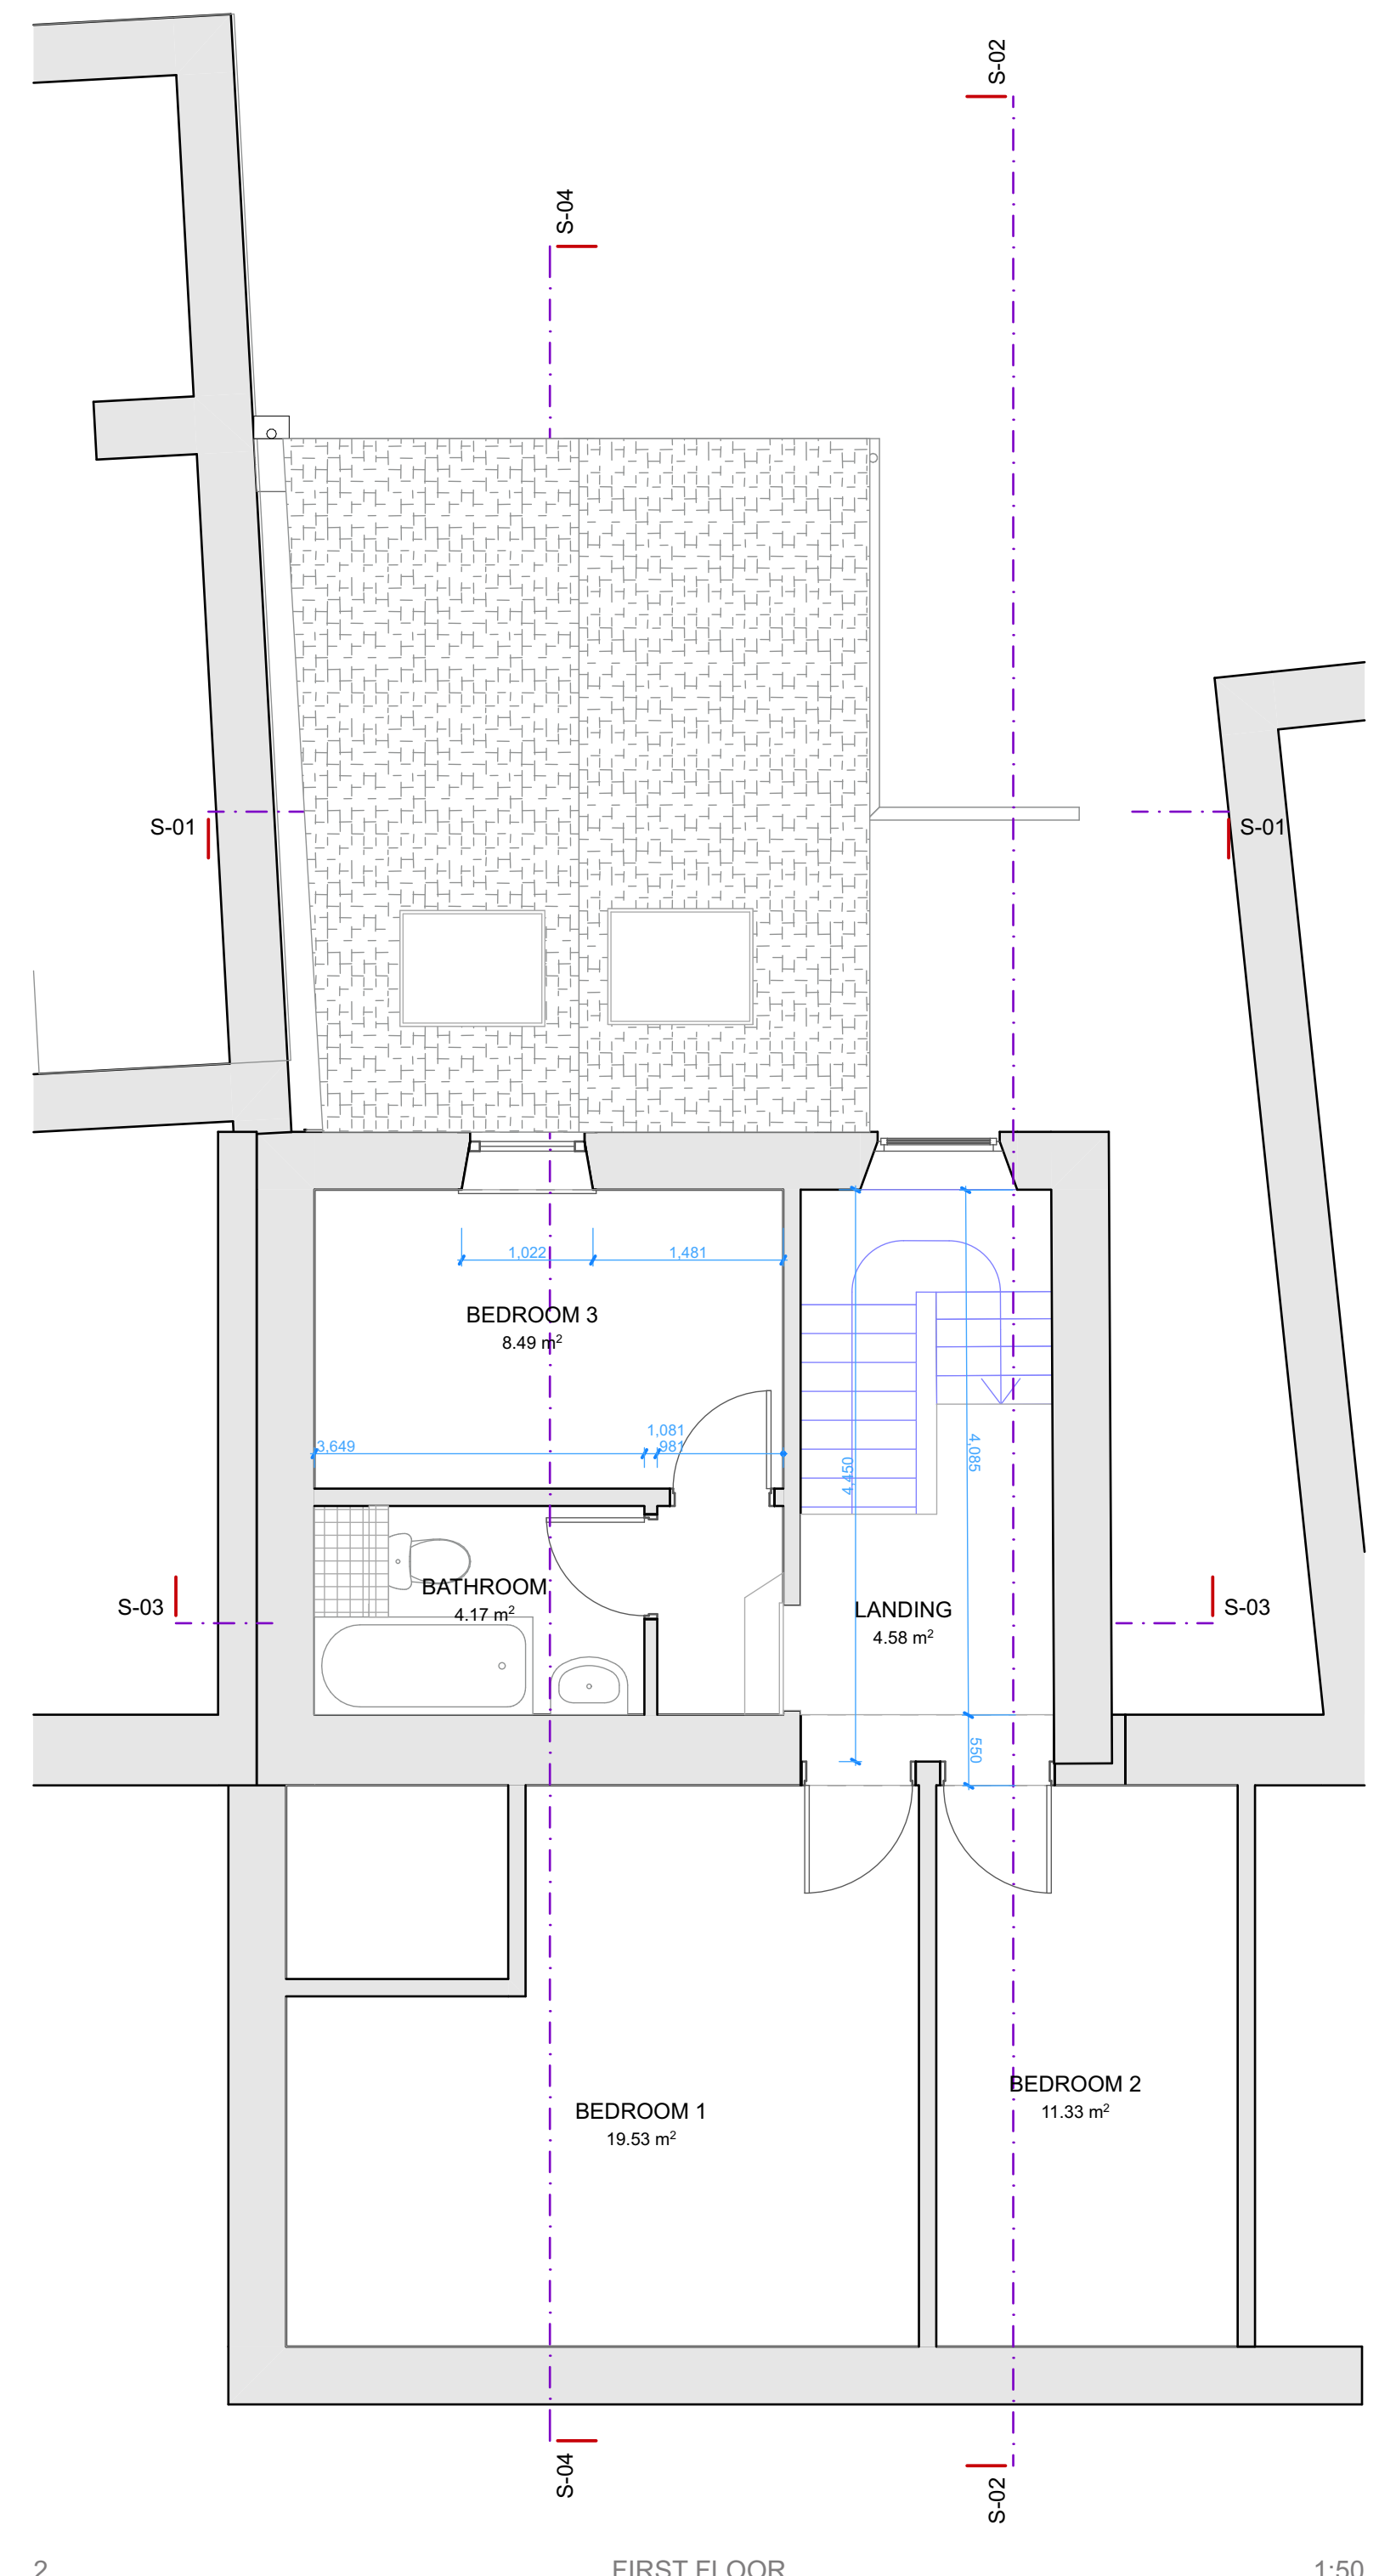 S-02
S-04
S-01
S-01
1,022
1,481
BEDROOM 3
8.49 m²
1,081
3,649
981
4,450
4,085
BATHROOM
4.17 m²
LANDING
4.58 m²
S-03
S-03
550
BEDROOM 2
11.33 m²
BEDROOM 1
19.53 m²
S-04
S-02
2
FIRST FLOOR
1:50